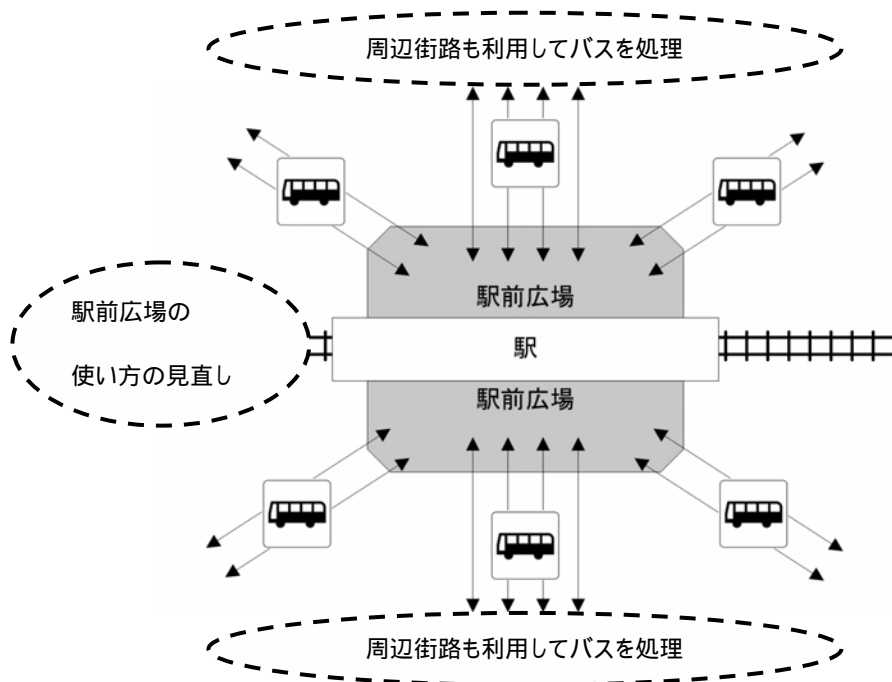 周辺街路も利用してバスを処理
駅前広場
駅前広場の
使い方の見直し
駅
駅前広場
周辺街路も利用してバスを処理